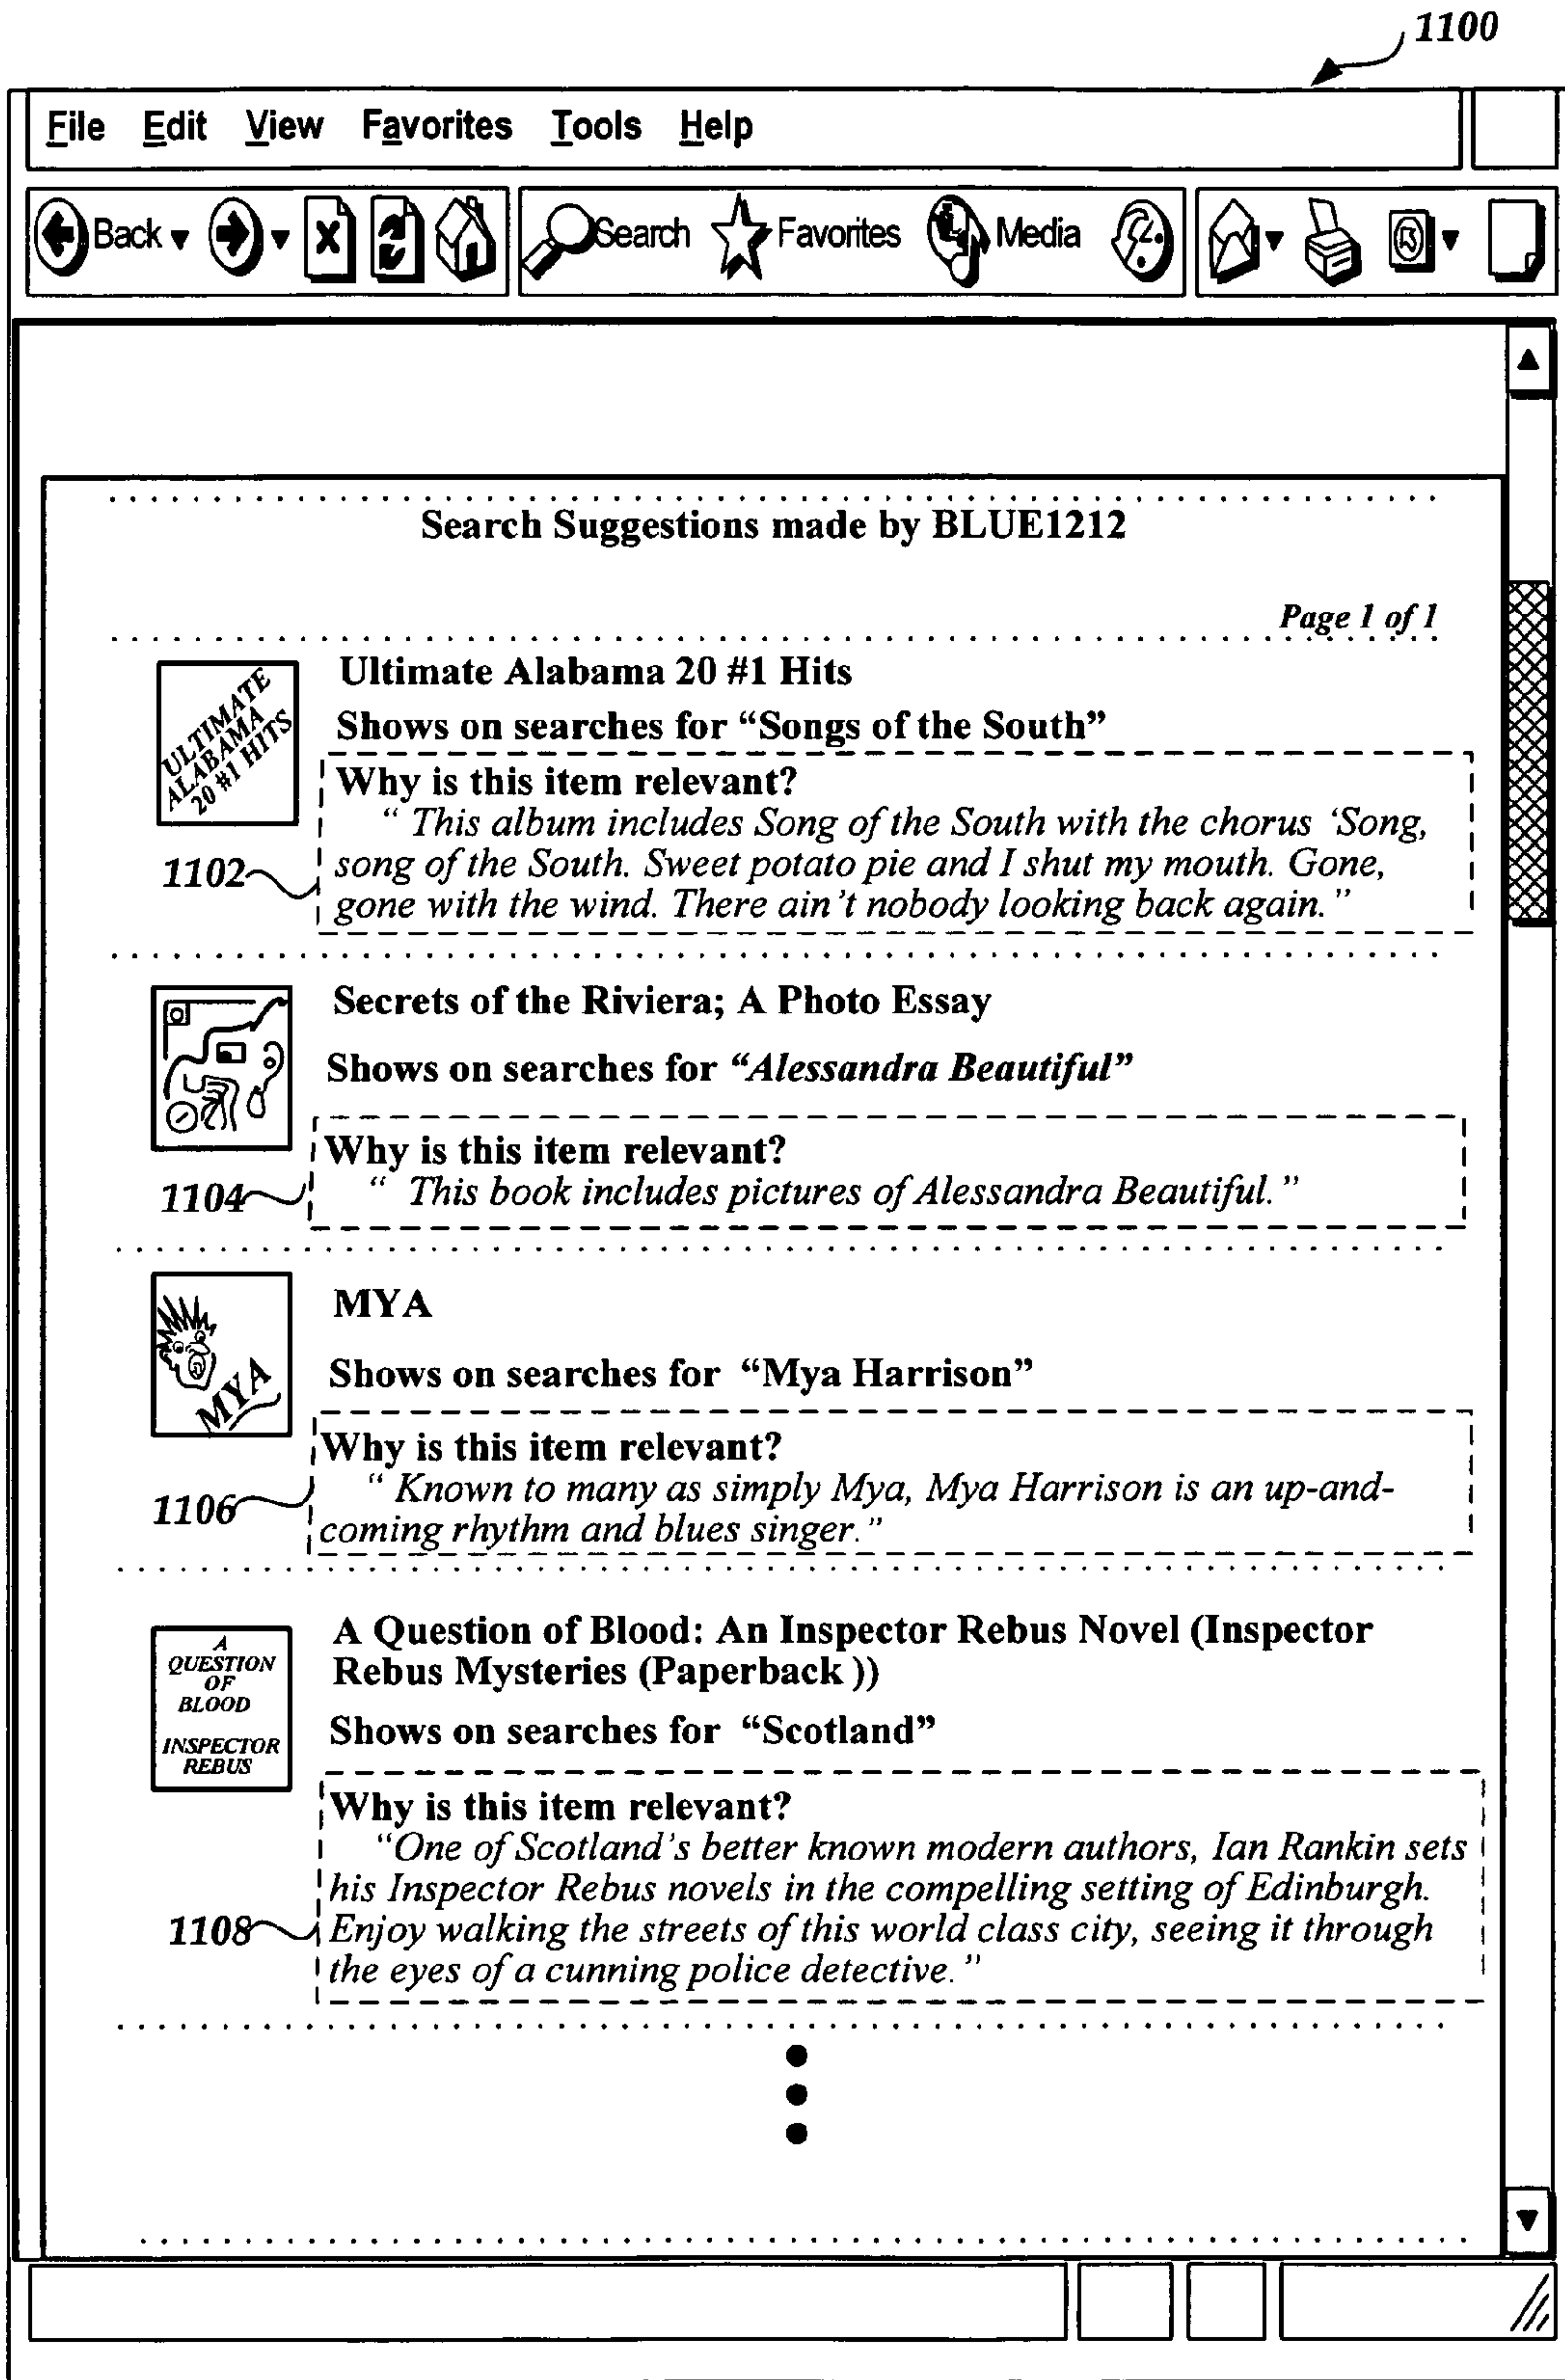 1100
File Edit View Favorites Tools Help
Back Search Favorites Media
Search Suggestions made by BLUE1212
Page 1 of 1
ULTIMATE
ALABAMA
20 #1 HITS
Ultimate Alabama 20 #1 Hits
Shows on searches for “Songs of the South”
Why is this item relevant?
“ This album includes Song of the South with the chorus ‘Song,
song of the South. Sweet potato pie and I shut my mouth. Gone,
gone with the wind. There ain’t nobody looking back again.”
1102
Secrets of the Riviera; A Photo Essay
Shows on searches for “Alessandra Beautiful”
Why is this item relevant?
“ This book includes pictures of Alessandra Beautiful.”
1104
MYA
MYA
Shows on searches for “Mya Harrison”
Why is this item relevant?
“ Known to many as simply Mya, Mya Harrison is an up-and-
coming rhythm and blues singer.”
1106
A
QUESTION
OF
BLOOD
INSPECTOR
REBUS
A Question of Blood: An Inspector Rebus Novel (Inspector
Rebus Mysteries (Paperback))
Shows on searches for “Scotland”
Why is this item relevant?
“One of Scotland’s better known modern authors, Ian Rankin sets
his Inspector Rebus novels in the compelling setting of Edinburgh.
Enjoy walking the streets of this world class city, seeing it through
the eyes of a cunning police detective.”
1108